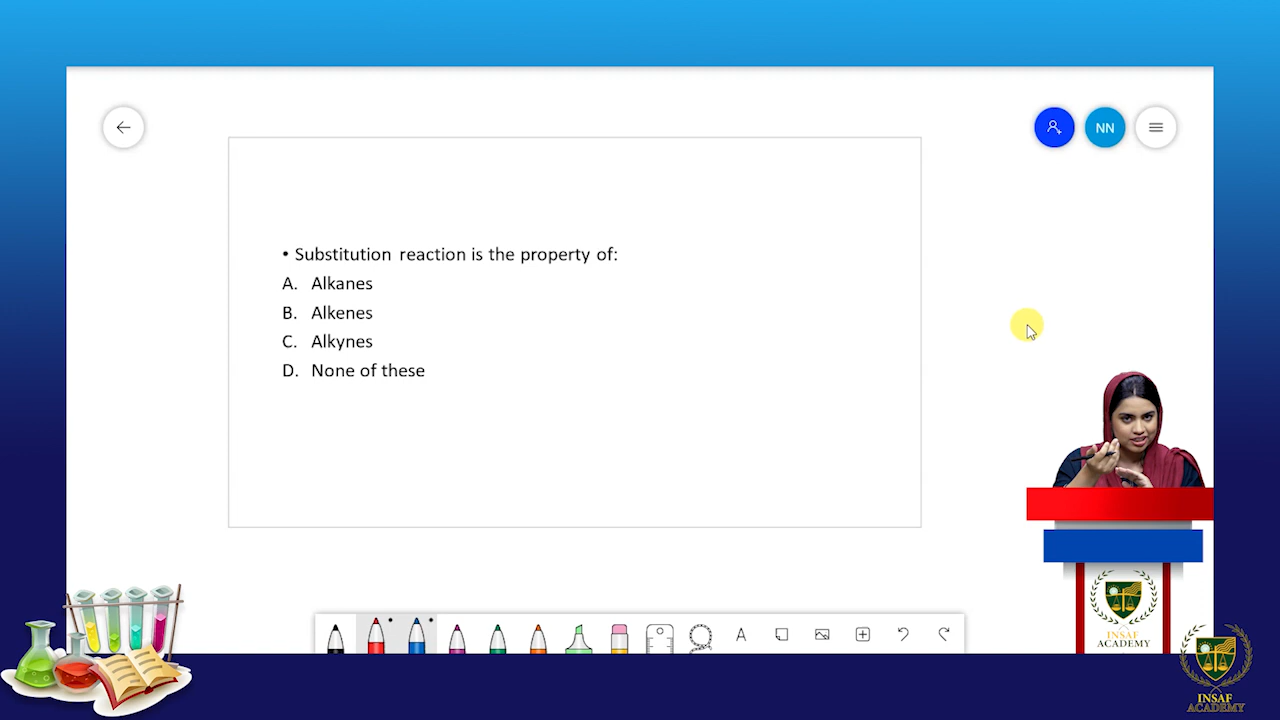 NN
• Substitution reaction is the property of:
A. Alkanes
B. Alkenes
C. Alkynes
D. None of these
A
INSAF
ACADEMY
INSAF
ACADEMY